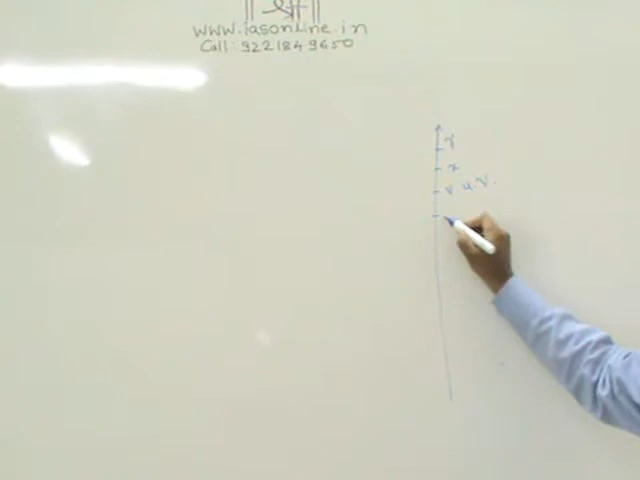 || श्री ||
www.iasonline.in
Call: 9221849650
γ
x
v u.V.